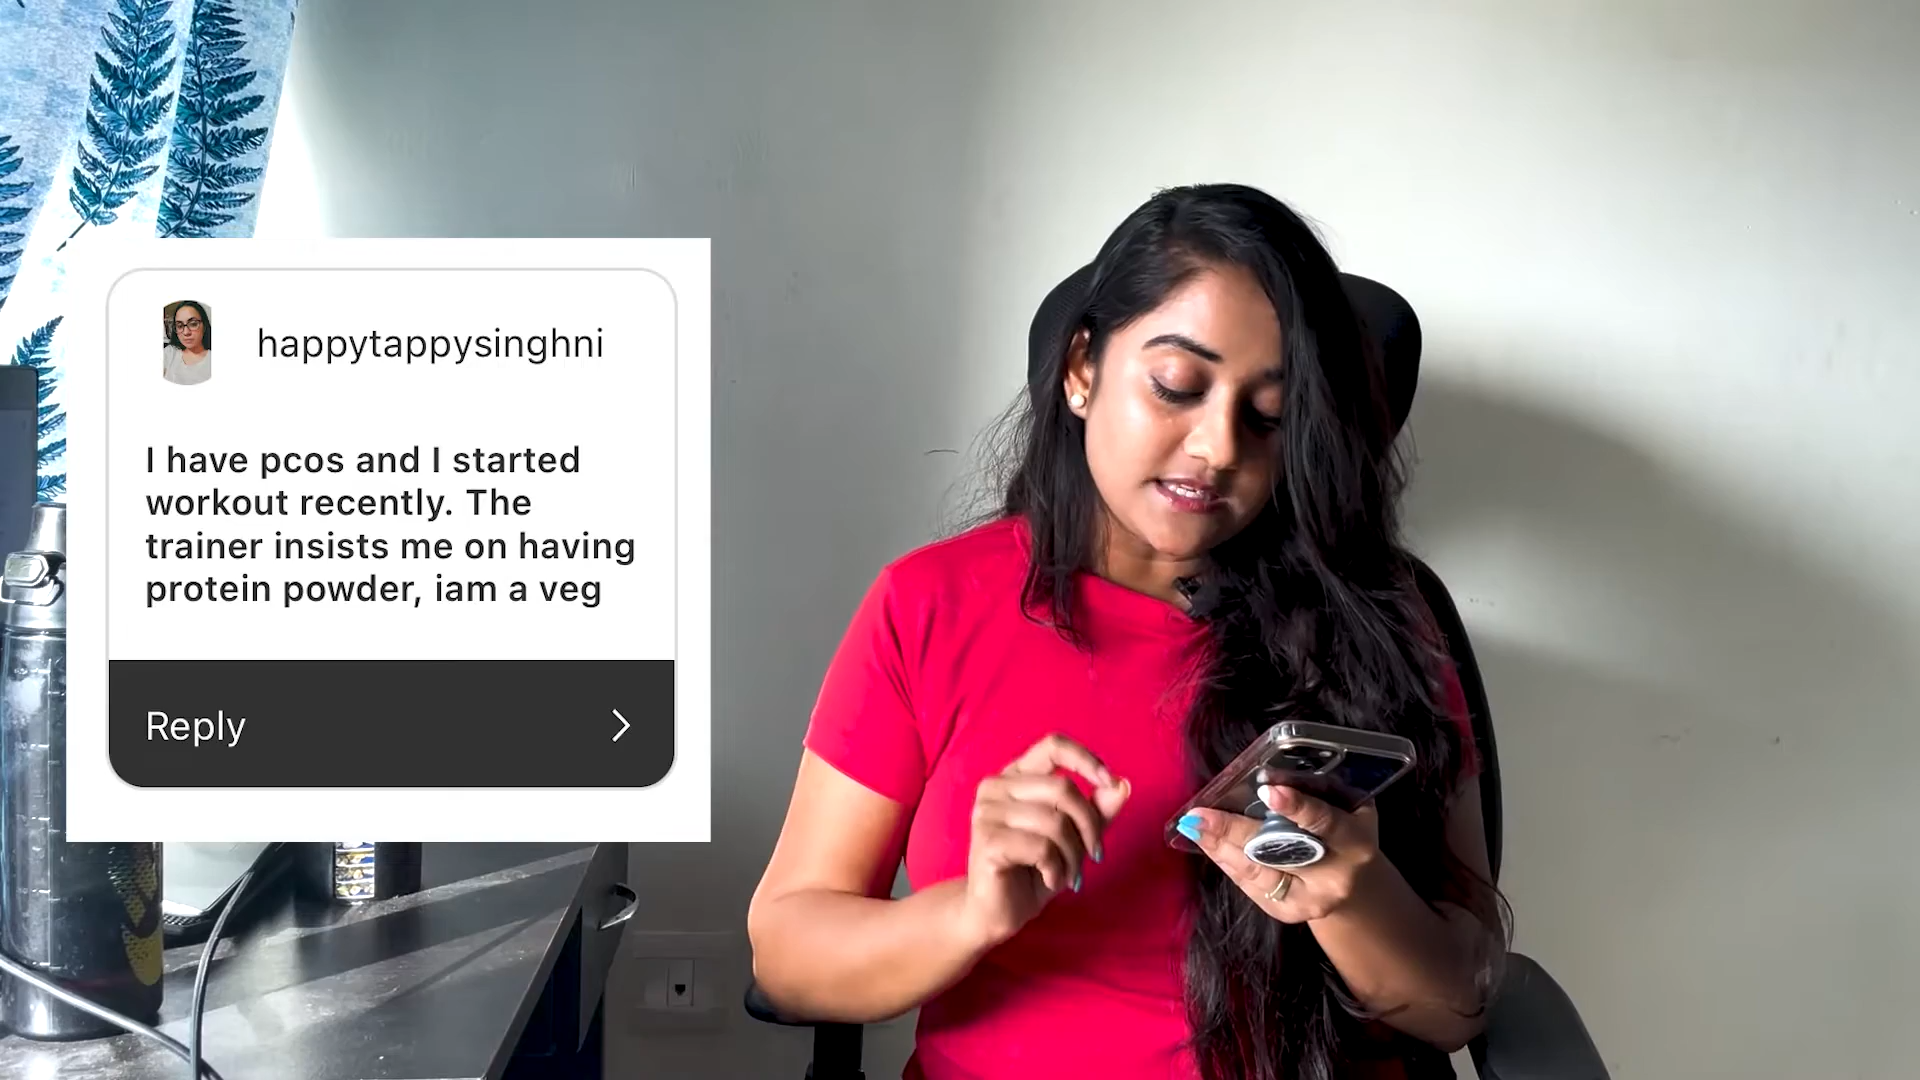 happytappysinghni
I have pcos and I started
workout recently. The
trainer insists me on having
protein powder, iam a veg
Reply